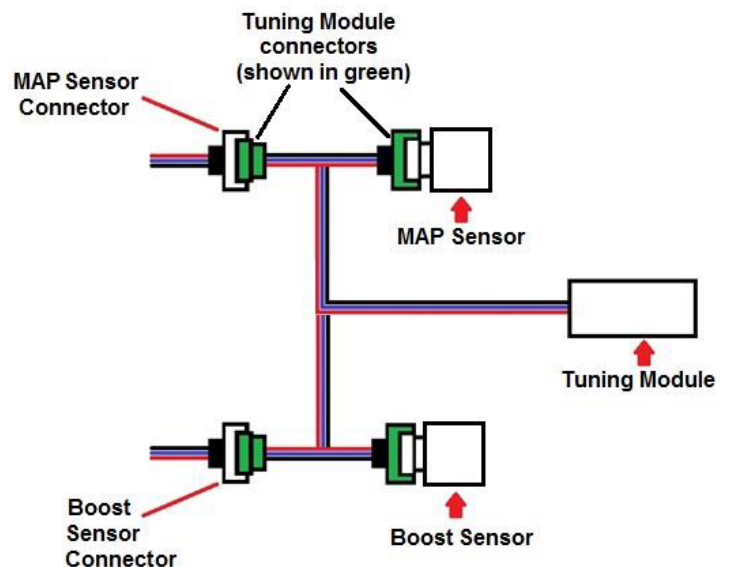 Tuning Module
connectors
(shown in green)
MAP Sensor
Connector
MAP Sensor
Tuning Module
Boost
Sensor
Connector
Boost Sensor